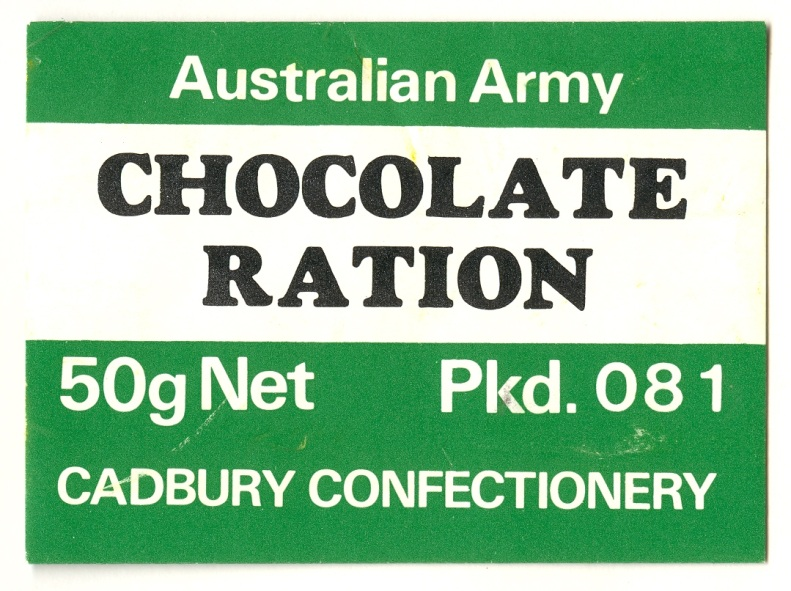 Australian Army
CHOCOLATE
RATION
50g Net Pkd. 081
CADBURY CONFECTIONERY